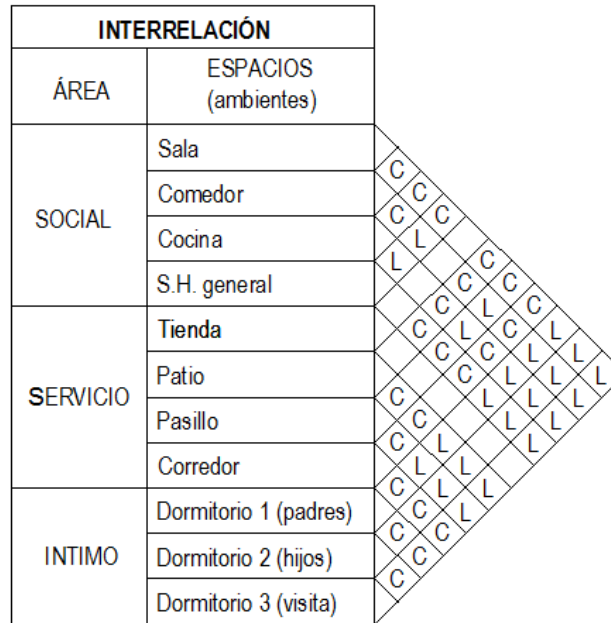 INTERRELACIÓN
ÁREA
ESPACIOS
(ambientes)
SOCIAL
Sala
Comedor
Cocina
S.H. general
SERVICIO
Tienda
Patio
Pasillo
Corredor
INTIMO
Dormitorio 1 (padres)
Dormitorio 2 (hijos)
Dormitorio 3 (visita)
C
C
C C
L
L C
C C
C L C
C L C L
C C L L
C L L L
C L L L
C L L
C L L
L L
C L L
C L
C C
C
C